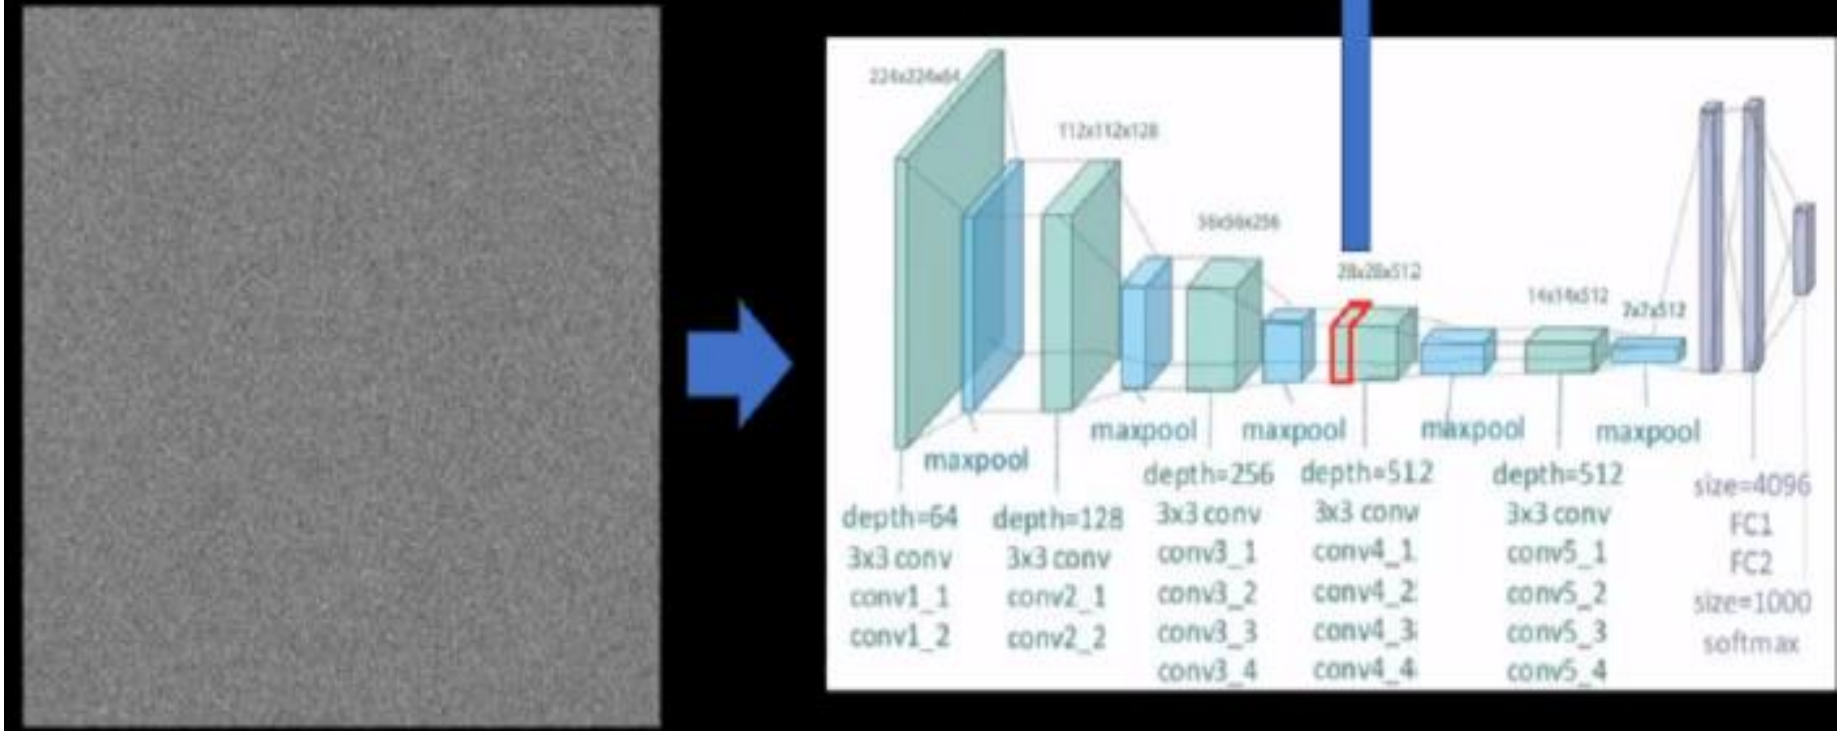 224x224x64
112x112x128
56x56x256
28x28x512
14x14x512
7x7x512
maxpool
maxpool
maxpool
maxpool
maxpool
depth=64
3x3 conv
conv1_1
conv1_2
depth=128
3x3 conv
conv2_1
conv2_2
depth=256
3x3 conv
conv3_1
conv3_2
conv3_3
conv3_4
depth=512
3x3 conv
conv4_1
conv4_2
conv4_3
conv4_4
depth=512
3x3 conv
conv5_1
conv5_2
conv5_3
conv5_4
size=4096
FC1
FC2
size=1000
softmax